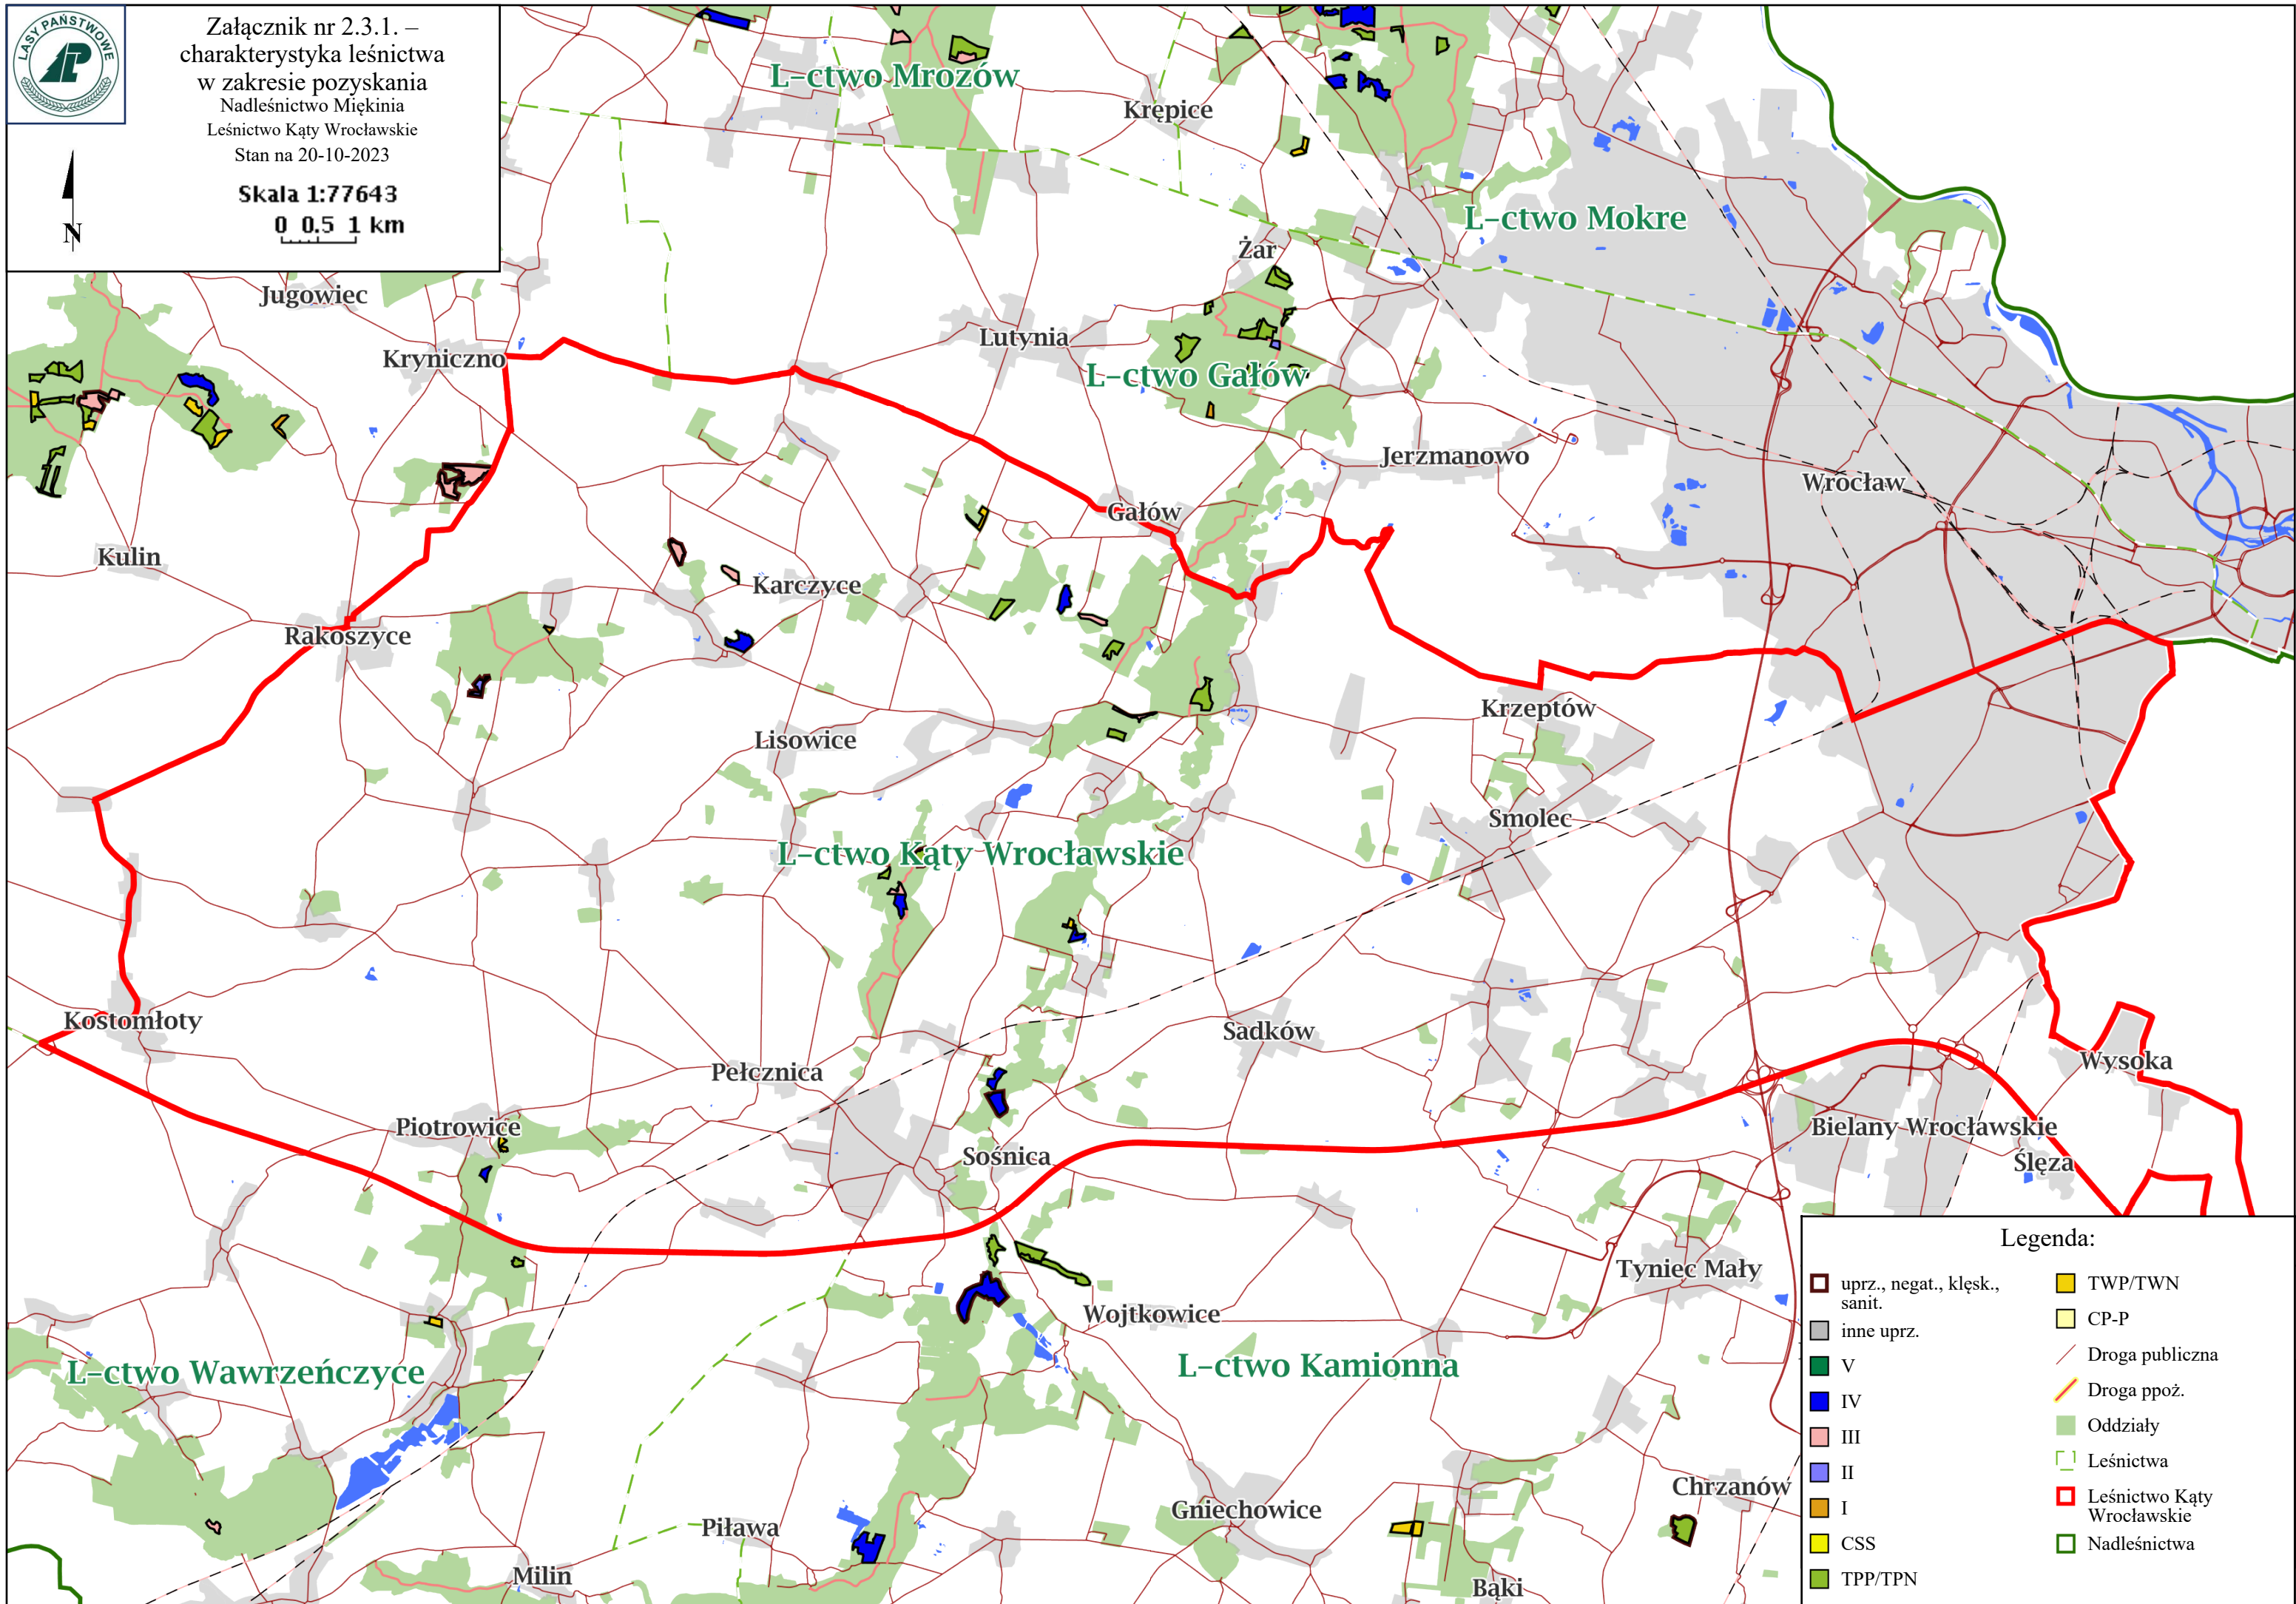 LASY PAŃSTWOWE
Załącznik nr 2.3.1. –
charakterystyka leśnictwa
w zakresie pozyskania
Nadleśnictwo Miękinia
Leśnictwo Kąty Wrocławskie
Stan na 20-10-2023
Skala 1:77643
0 0.5 1 km
N
L-ctwo Mrozów
Krępice
L-ctwo Mokre
Żar
Jugowiec
Lutynia
Kryniczno
L-ctwo Gałów
Jerzmanowo
Wrocław
Gałów
Kulin
Karczyce
Rakoszyce
Krzeptów
Lisowice
Smolec
L-ctwo Kąty Wrocławskie
Kostomłoty
Sadków
Wysoka
Pełcznica
Piotrowice
Bielany Wrocławskie
Sośnica
Ślęza
Tyniec Mały
Wojtkowice
L-ctwo Wawrzeńczyce
L-ctwo Kamionna
Chrzanów
Gniechowice
Piława
Milin
Bąki
Legenda:
uprz., negat., klęsk.,
sanit.
inne uprz.
V
IV
III
II
I
CSS
TPP/TPN
TWP/TWN
CP-P
Droga publiczna
Droga ppoż.
Oddziały
Leśnictwa
Leśnictwo Kąty
Wrocławskie
Nadleśnictwa